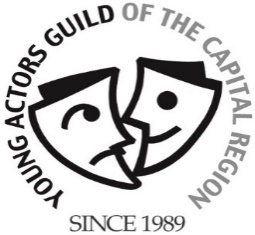 YOUNG ACTORS GUILD OF THE CAPITAL REGION
SINCE 1989